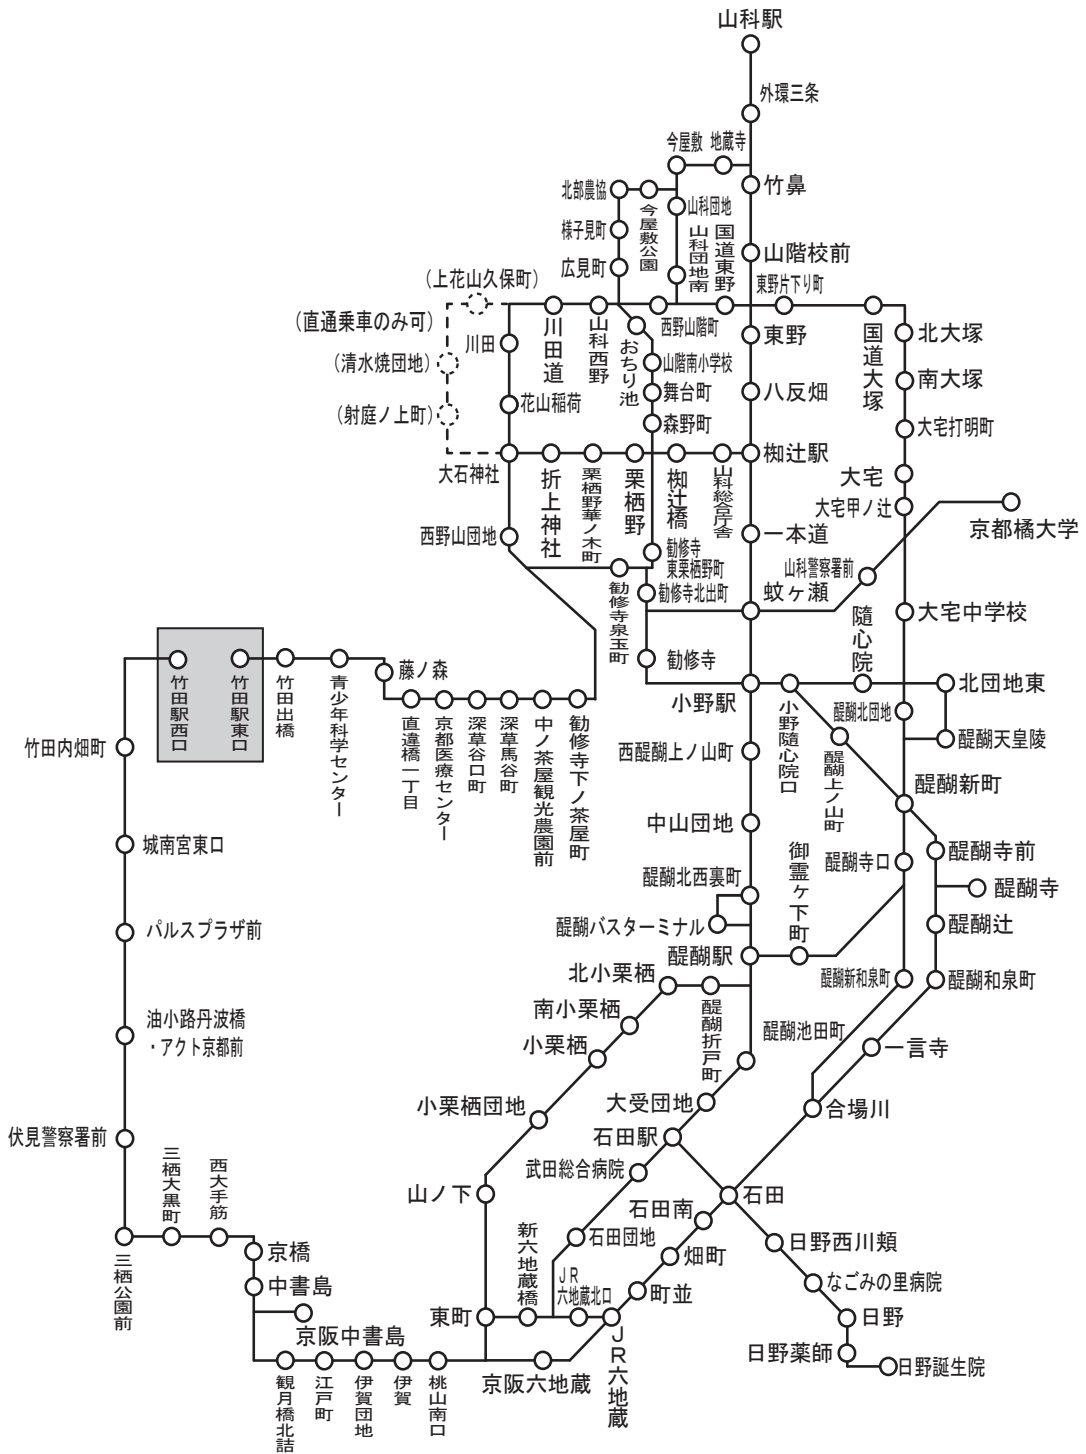 山科駅
外環三条
今屋敷
地蔵寺
竹鼻
北部農協
今屋敷公園
山科団地
様子見町
山科団地南
国道東野
山階校前
広見町
東野片下り町
(上花山久保町)
(直通乗車のみ可)
川田
川田道
山科西野
おちり池
西野山階町
東野
国道大塚
北大塚
(清水焼団地)
山階南小学校
南大塚
(射庭ノ上町)
花山稲荷
舞台町
八反畑
森野町
大宅打明町
大石神社
折上神社
栗栖野華ノ木町
栗栖野
椥辻橋
山科総合庁舎
椥辻駅
大宅
大宅甲ノ辻
京都橘大学
西野山団地
一本道
勧修寺
東栗栖野町
山科警察署前
勧修寺泉玉町
勧修寺北出町
蚊ヶ瀬
大宅中学校
勧修寺
随心院
小野駅
小野随心院口
北団地東
竹田駅西口
竹田駅東口
竹田出橋
青少年科学センター
藤ノ森
直違橋一丁目
京都医療センター
深草谷口町
深草馬谷町
中ノ茶屋観光農園前
勧修寺下ノ茶屋町
醍醐北団地
醍醐天皇陵
竹田内畑町
西醍醐上ノ山町
醍醐上ノ山町
醍醐新町
中山団地
城南宮東口
御霊ヶ下町
醍醐寺口
醍醐寺前
醍醐北西裏町
醍醐寺
パルスプラザ前
醍醐バスターミナル
醍醐辻
醍醐駅
北小栗栖
醍醐折戸町
醍醐新和泉町
醍醐和泉町
南小栗栖
油小路丹波橋
・アクト京都前
小栗栖
醍醐池田町
一言寺
小栗栖団地
大受団地
合場川
伏見警察署前
石田駅
武田総合病院
三栖大黒町
西大手筋
山ノ下
石田
石田南
三栖公園前
京橋
新六地蔵橋
石田団地
畑町
日野西川頬
中書島
JR
六地蔵北口
町並
なごみの里病院
京阪中書島
東町
JR六地蔵
日野
観月橋北詰
江戸町
伊賀団地
伊賀
桃山南口
京阪六地蔵
日野薬師
日野誕生院